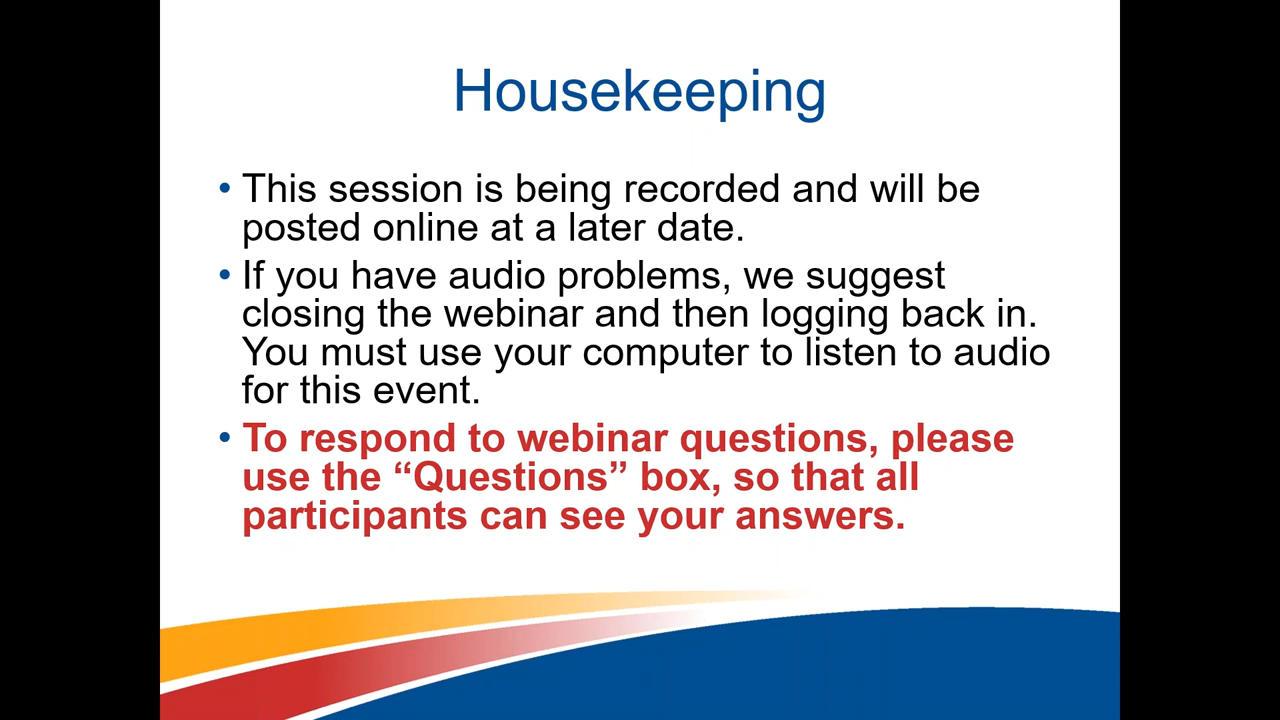 Housekeeping
• This session is being recorded and will be
posted online at a later date.
• If you have audio problems, we suggest
closing the webinar and then logging back in.
You must use your computer to listen to audio
for this event.
• To respond to webinar questions, please
use the “Questions” box, so that all
participants can see your answers.